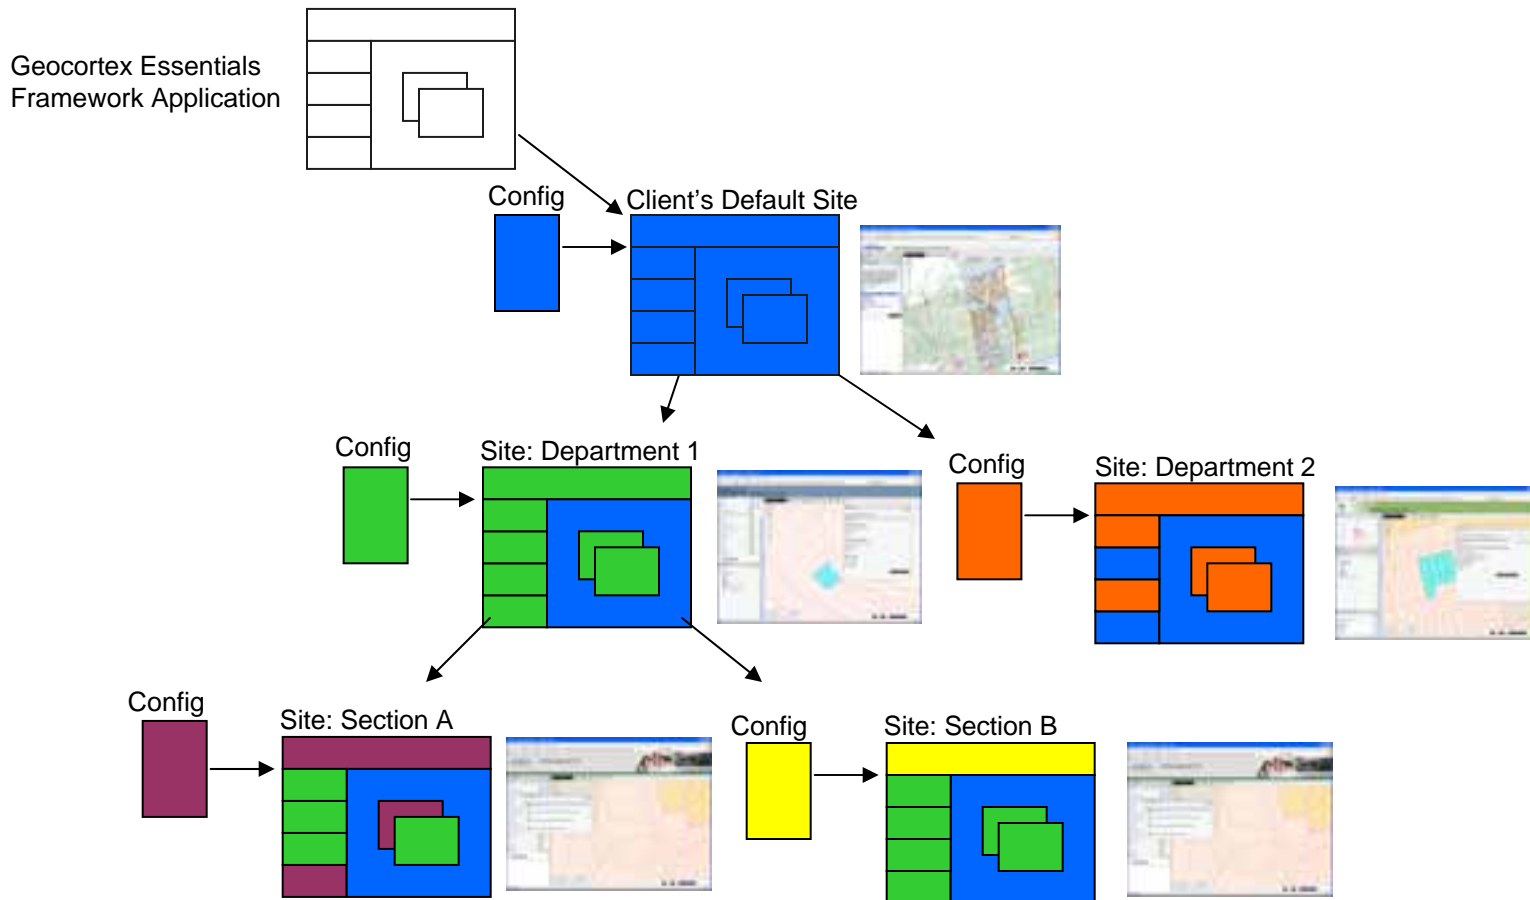 Geocortex Essentials
Framework Application
Config
Client's Default Site
Config
Site: Department 1
Config
Site: Department 2
Config
Site: Section A
Config
Site: Section B